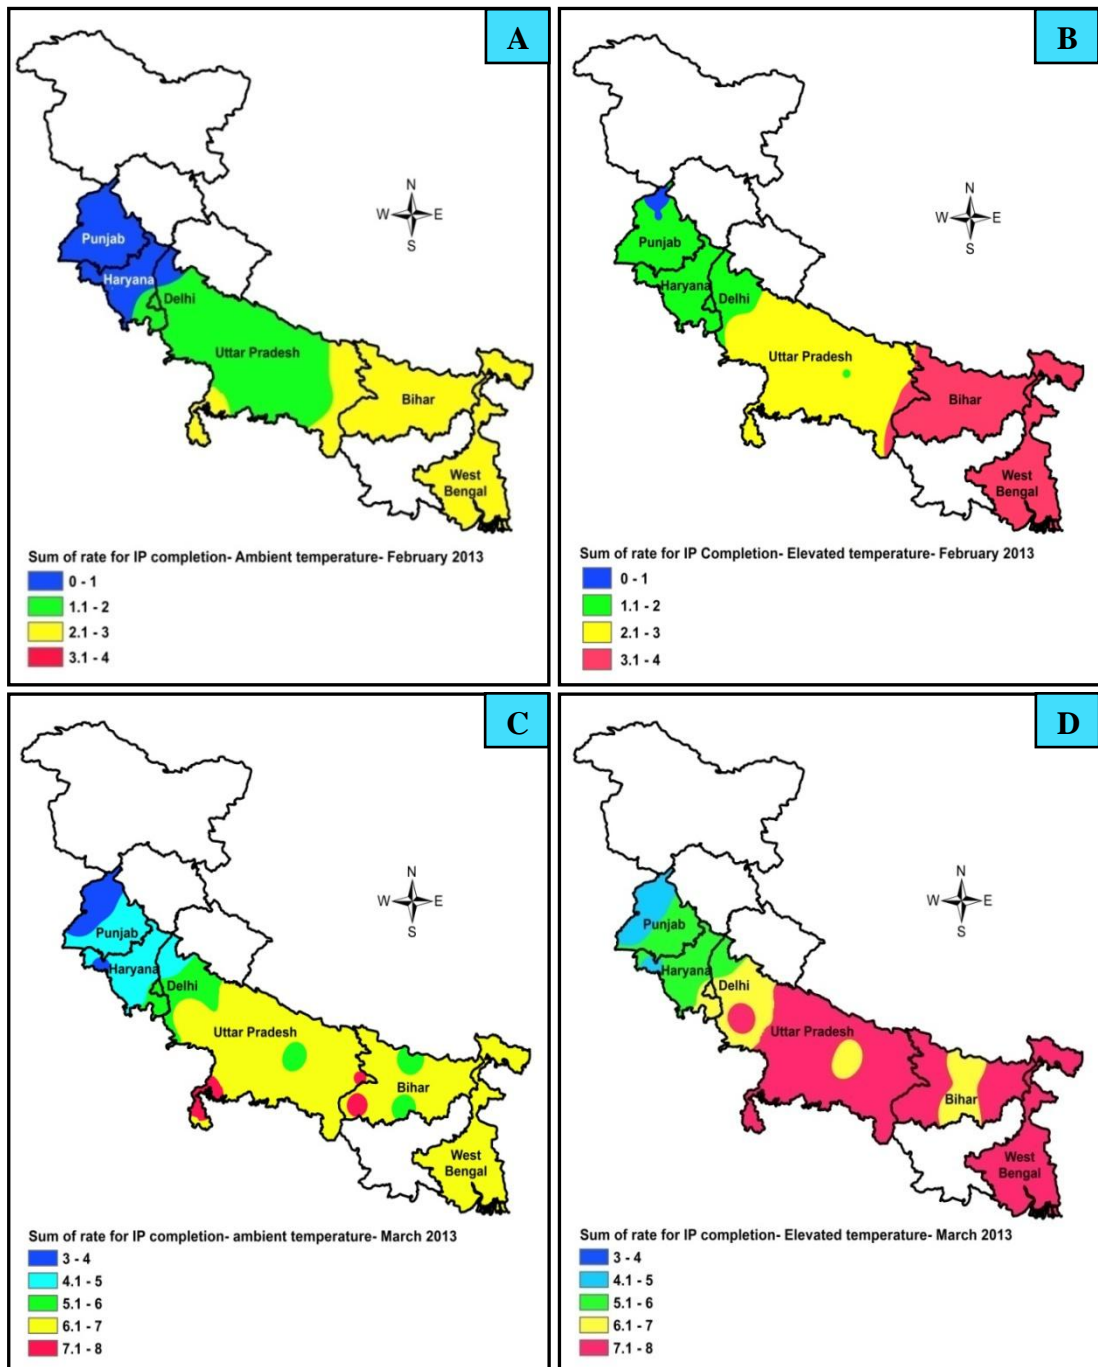 A
N
W E
S
Punjab
Haryana
Delhi
Uttar Pradesh
Bihar
West
Bengal
Sum of rate for IP completion- Ambient temperature- February 2013
0 - 1
1.1 - 2
2.1 - 3
3.1 - 4
B
N
W E
S
Punjab
Haryana
Delhi
Uttar Pradesh
Bihar
West
Bengal
Sum of rate for IP Completion- Elevated temperature- February 2013
0 - 1
1.1 - 2
2.1 - 3
3.1 - 4
C
N
W E
S
Punjab
Haryana
Delhi
Uttar Pradesh
Bihar
West
Bengal
Sum of rate for IP completion- ambient temperature- March 2013
3 - 4
4.1 - 5
5.1 - 6
6.1 - 7
7.1 - 8
D
N
W E
S
Punjab
Haryana
Delhi
Uttar Pradesh
Bihar
West
Bengal
Sum of rate for IP completion- Elevated temperature- March 2013
3 - 4
4.1 - 5
5.1 - 6
6.1 - 7
7.1 - 8